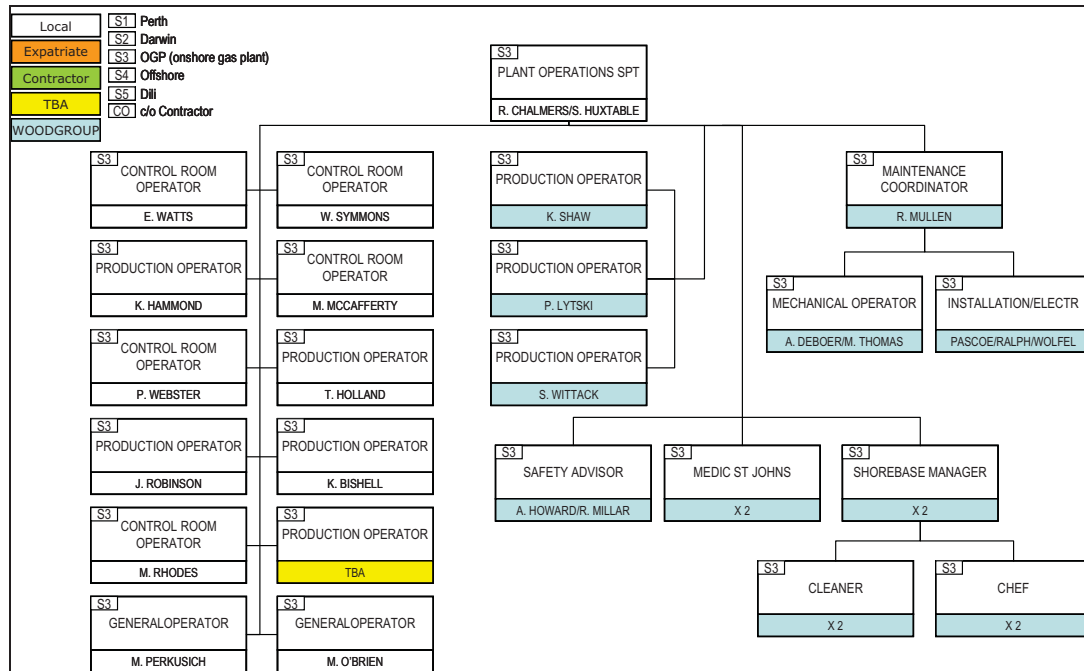 Local
Expatriate
Contractor
TBA
WOODGROUP
S1 Perth
S2 Darwin
S3 OGP (onshore gas plant)
S4 Offshore
S5 Dili
CO c/o Contractor
S3
PLANT OPERATIONS SPT
R. CHALMERS/S. HUXTABLE
S3
CONTROL ROOM
OPERATOR
E. WATTS
S3
CONTROL ROOM
OPERATOR
W. SYMMONS
S3
PRODUCTION OPERATOR
K. HAMMOND
S3
CONTROL ROOM
OPERATOR
M. MCCAFFERTY
S3
CONTROL ROOM
OPERATOR
P. WEBSTER
S3
PRODUCTION OPERATOR
T. HOLLAND
S3
PRODUCTION OPERATOR
J. ROBINSON
S3
PRODUCTION OPERATOR
K. BISHELL
S3
CONTROL ROOM
OPERATOR
M. RHODES
S3
PRODUCTION OPERATOR
TBA
S3
GENERALOPERATOR
M. PERKUSICH
S3
GENERALOPERATOR
M. O'BRIEN
S3
PRODUCTION OPERATOR
K. SHAW
S3
PRODUCTION OPERATOR
P. LYTSKI
S3
PRODUCTION OPERATOR
S. WITTACK
S3
MAINTENANCE
COORDINATOR
R. MULLEN
S3
MECHANICAL OPERATOR
A. DEBOER/M. THOMAS
S3
INSTALLATION/ELECTR
PASCOE/RALPH/WOLFEL
S3
SAFETY ADVISOR
A. HOWARD/R. MILLAR
S3
MEDIC ST JOHNS
X 2
S3
SHOREBASE MANAGER
X 2
S3
CLEANER
X 2
S3
CHEF
X 2